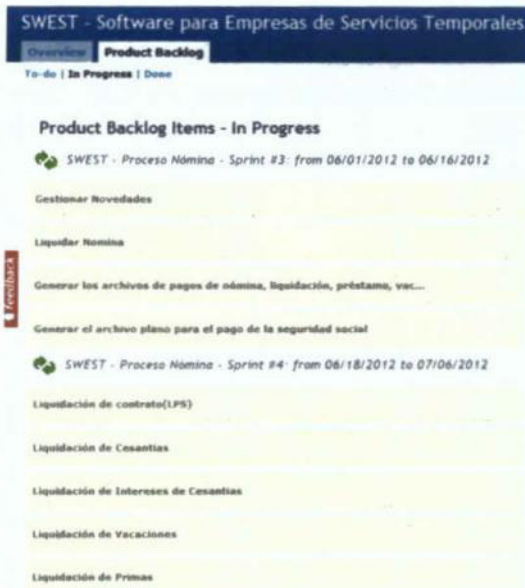 SWEST - Software para Empresas de Servicios Temporales
Overview Product Backlog
To-do | In Progress | Done
Product Backlog Items - In Progress
SWEST - Proceso Nómina - Sprint #3: from 06/01/2012 to 06/16/2012
Gestionar Novedades
Liquidar Nomina
Generar los archivos de pagos de nómina, liquidación, préstamo, vac...
Feedback
Generar el archivo plano para el pago de la seguridad social
SWEST - Proceso Nómina - Sprint #4: from 06/18/2012 to 07/06/2012
Liquidación de contrato(LPS)
Liquidación de Cesantias
Liquidación de Intereses de Cesantias
Liquidación de Vacaciones
Liquidación de Primas